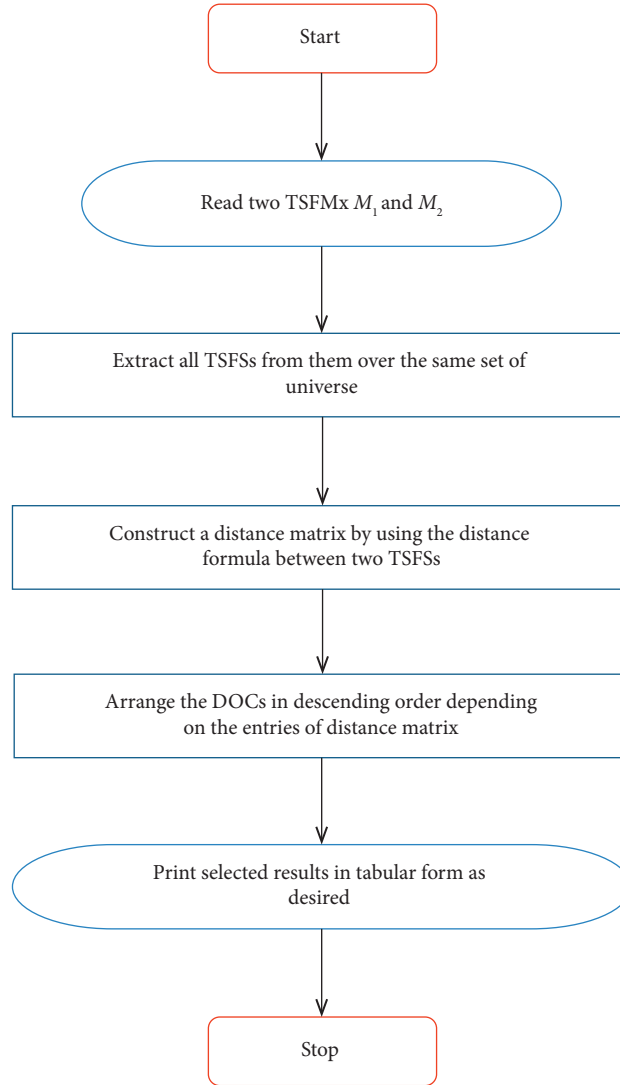 Start
Read two TSFMx M₁ and M₂
Extract all TSFSs from them over the same set of
universe
Construct a distance matrix by using the distance
formula between two TSFSs
Arrange the DOCs in descending order depending
on the entries of distance matrix
Print selected results in tabular form as
desired
Stop